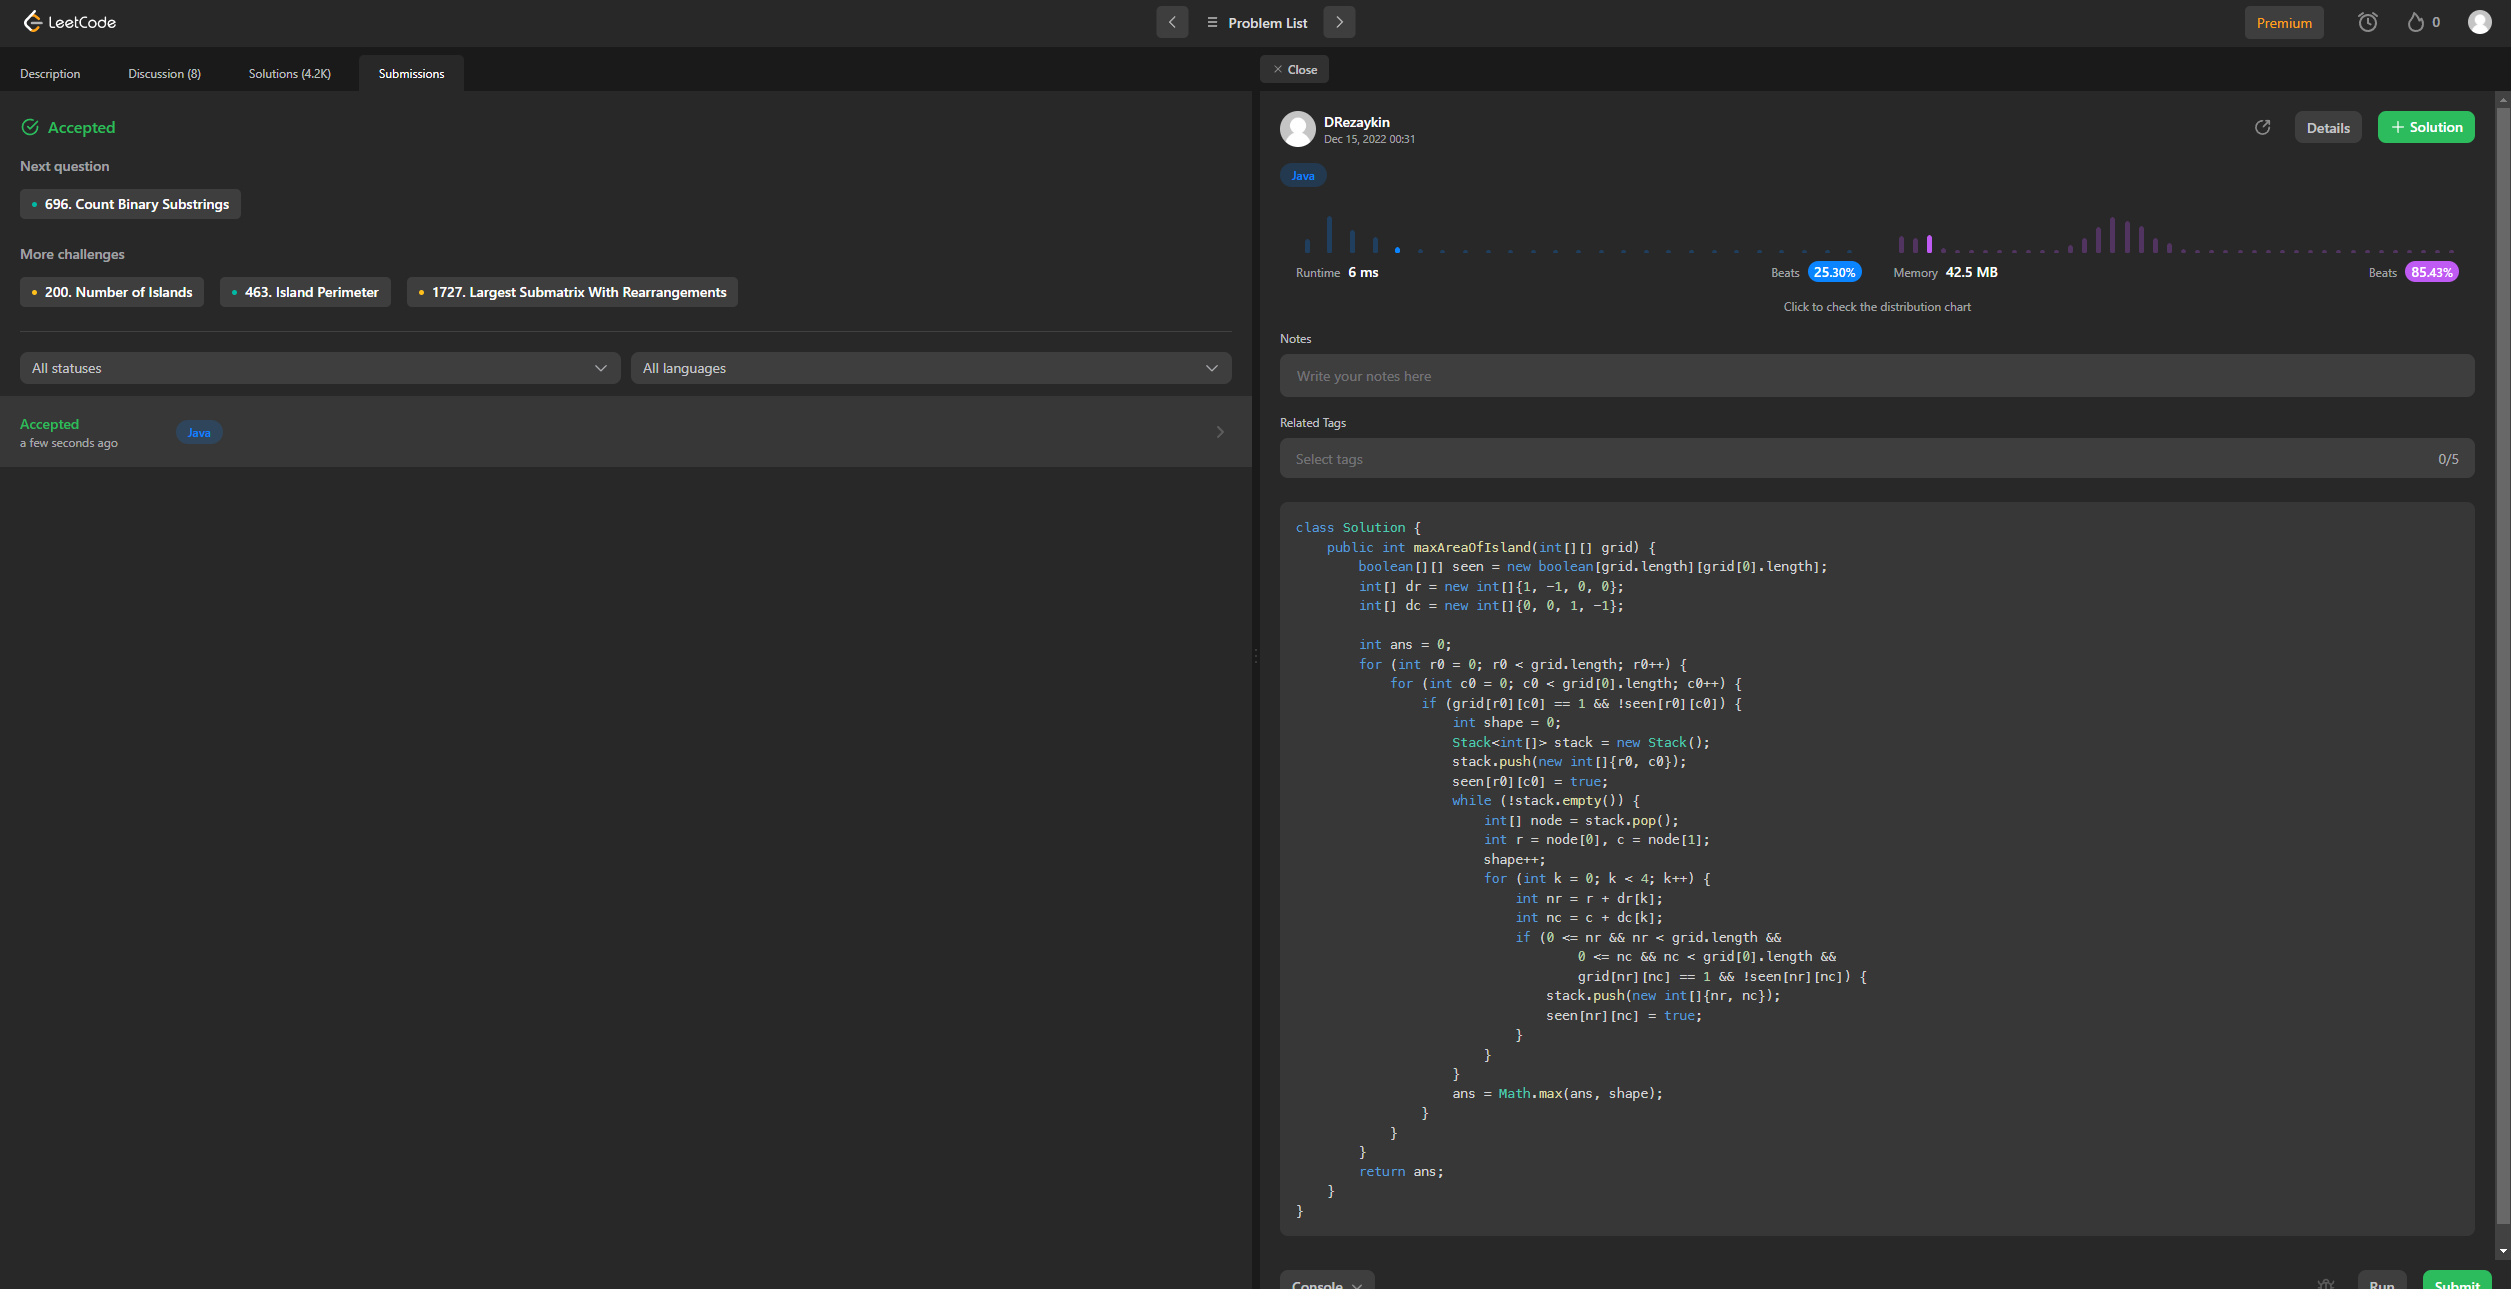 LeetCode
Problem List
Premium
0
Description
Discussion (8)
Solutions (4.2K)
Submissions
Accepted
Next question
696. Count Binary Substrings
More challenges
200. Number of Islands
463. Island Perimeter
1727. Largest Submatrix With Rearrangements
All statuses
All languages
Accepted
a few seconds ago
Java
Close
DRezaykin
Dec 15, 2022 00:31
Details
+ Solution
Java
Runtime 6 ms
Beats 25.30%
Memory 42.5 MB
Beats 85.43%
Click to check the distribution chart
Notes
Write your notes here
Related Tags
Select tags
0/5
class Solution {
    public int maxAreaOfIsland(int[][] grid) {
        boolean[][] seen = new boolean[grid.length][grid[0].length];
        int[] dr = new int[]{1, -1, 0, 0};
        int[] dc = new int[]{0, 0, 1, -1};

        int ans = 0;
        for (int r0 = 0; r0 < grid.length; r0++) {
            for (int c0 = 0; c0 < grid[0].length; c0++) {
                if (grid[r0][c0] == 1 && !seen[r0][c0]) {
                    int shape = 0;
                    Stack<int[]> stack = new Stack();
                    stack.push(new int[]{r0, c0});
                    seen[r0][c0] = true;
                    while (!stack.empty()) {
                        int[] node = stack.pop();
                        int r = node[0], c = node[1];
                        shape++;
                        for (int k = 0; k < 4; k++) {
                            int nr = r + dr[k];
                            int nc = c + dc[k];
                            if (0 <= nr && nr < grid.length &&
                                    0 <= nc && nc < grid[0].length &&
                                    grid[nr][nc] == 1 && !seen[nr][nc]) {
                                stack.push(new int[]{nr, nc});
                                seen[nr][nc] = true;
                            }
                        }
                    }
                    ans = Math.max(ans, shape);
                }
            }
        }
        return ans;
    }
}
Console
Run
Submit